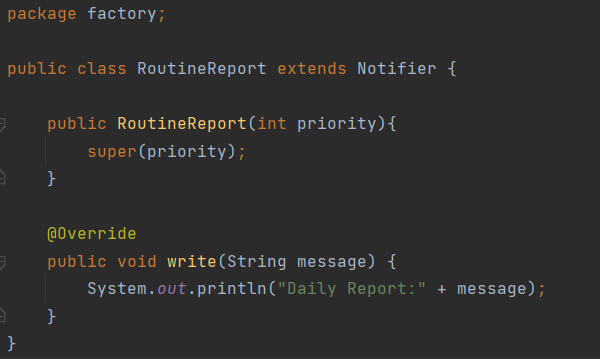 package factory;
public class RoutineReport extends Notifier {
public RoutineReport(int priority){
super(priority);
}
@Override
public void write(String message) {
System.out.println("Daily Report:" + message);
}
}